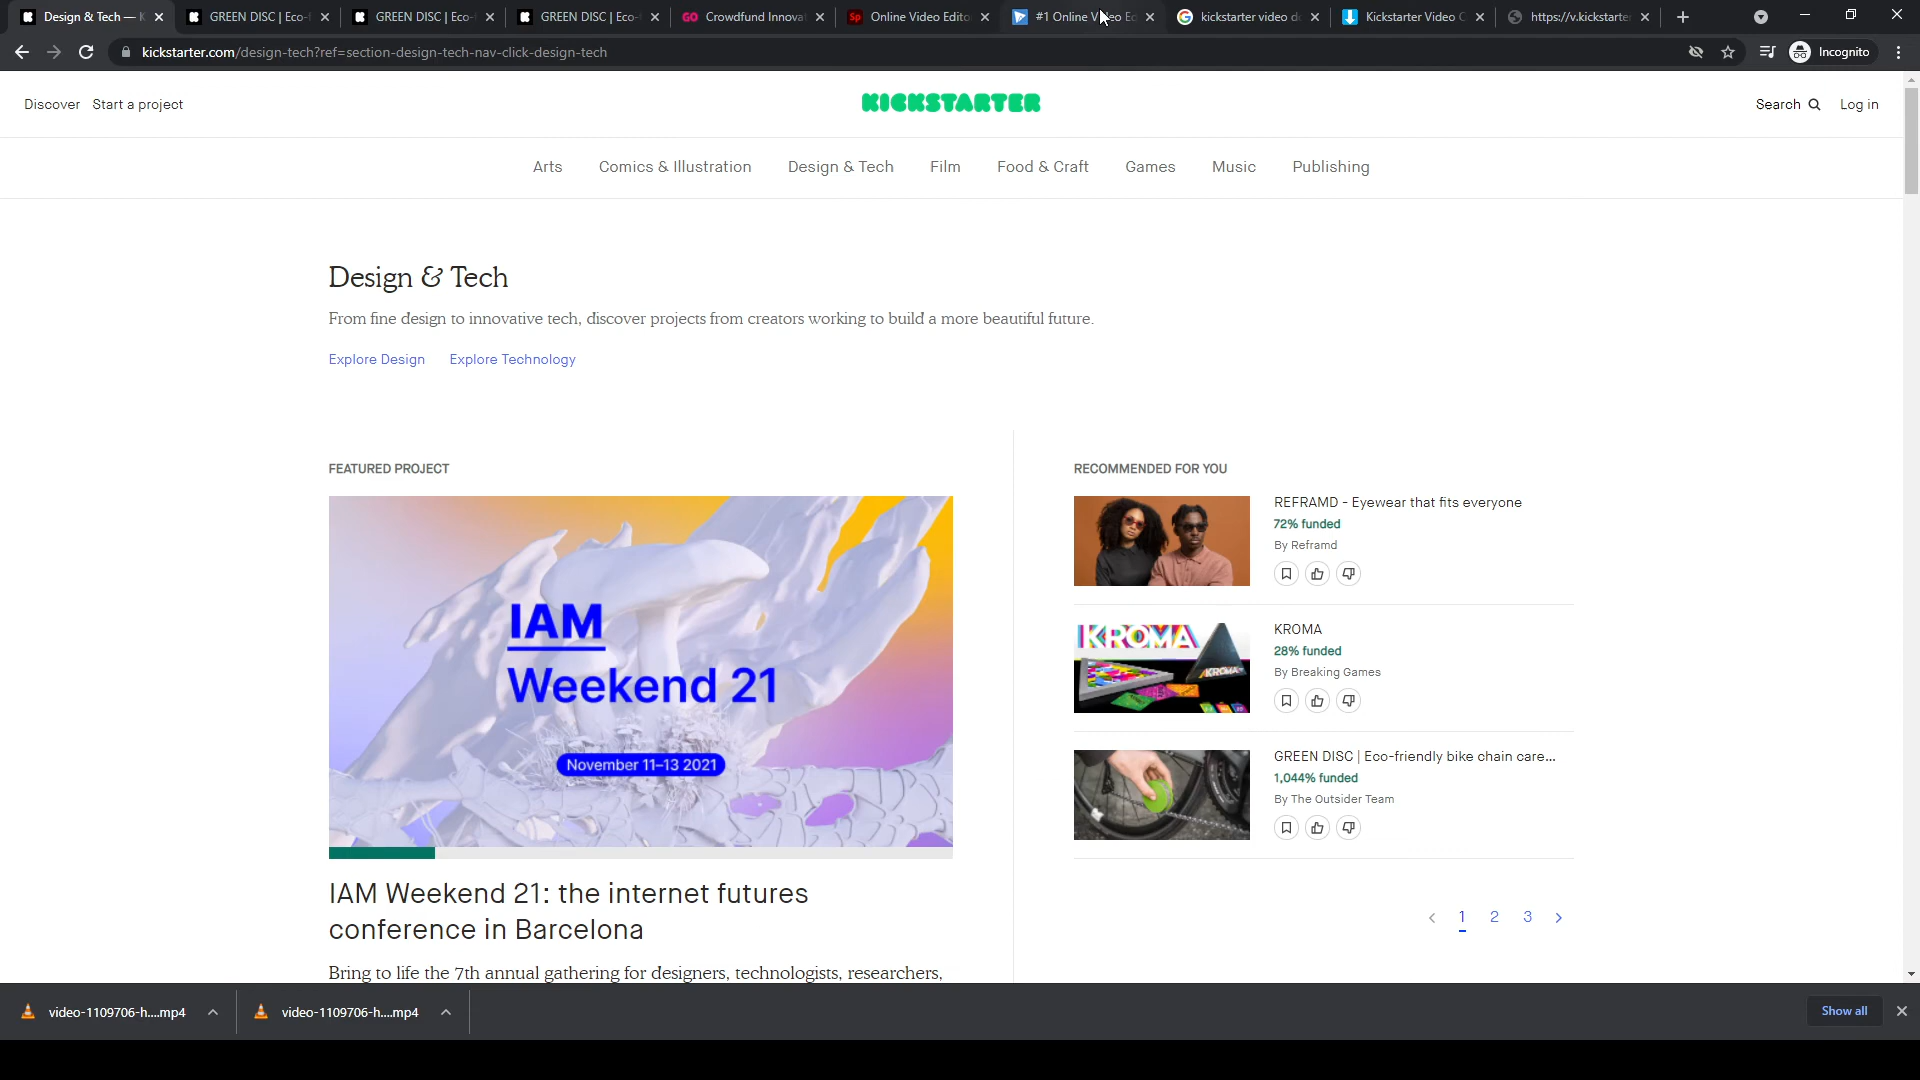 Design & Tech — K
GREEN DISC | Eco-f
GREEN DISC | Eco-f
GREEN DISC | Eco-f
GO Crowdfund Innova
Sp Online Video Edito
#1 Online Video Ec
kickstarter video d
Kickstarter Video C
https://v.kickstarte
kickstarter.com/design-tech?ref=section-design-tech-nav-click-design-tech
Incognito
Discover Start a project
KICKSTARTER
Search Log in
Arts Comics & Illustration Design & Tech Film Food & Craft Games Music Publishing
Design & Tech
From fine design to innovative tech, discover projects from creators working to build a more beautiful future.
Explore Design Explore Technology
FEATURED PROJECT
IAM
Weekend 21
November 11–13 2021
IAM Weekend 21: the internet futures
conference in Barcelona
Bring to life the 7th annual gathering for designers, technologists, researchers,
RECOMMENDED FOR YOU
REFRAMD - Eyewear that fits everyone
72% funded
By Reframd
KROMA
KROMA
KROMA
28% funded
By Breaking Games
GREEN DISC | Eco-friendly bike chain care...
1,044% funded
By The Outsider Team
1 2 3
video-1109706-h....mp4
video-1109706-h....mp4
Show all